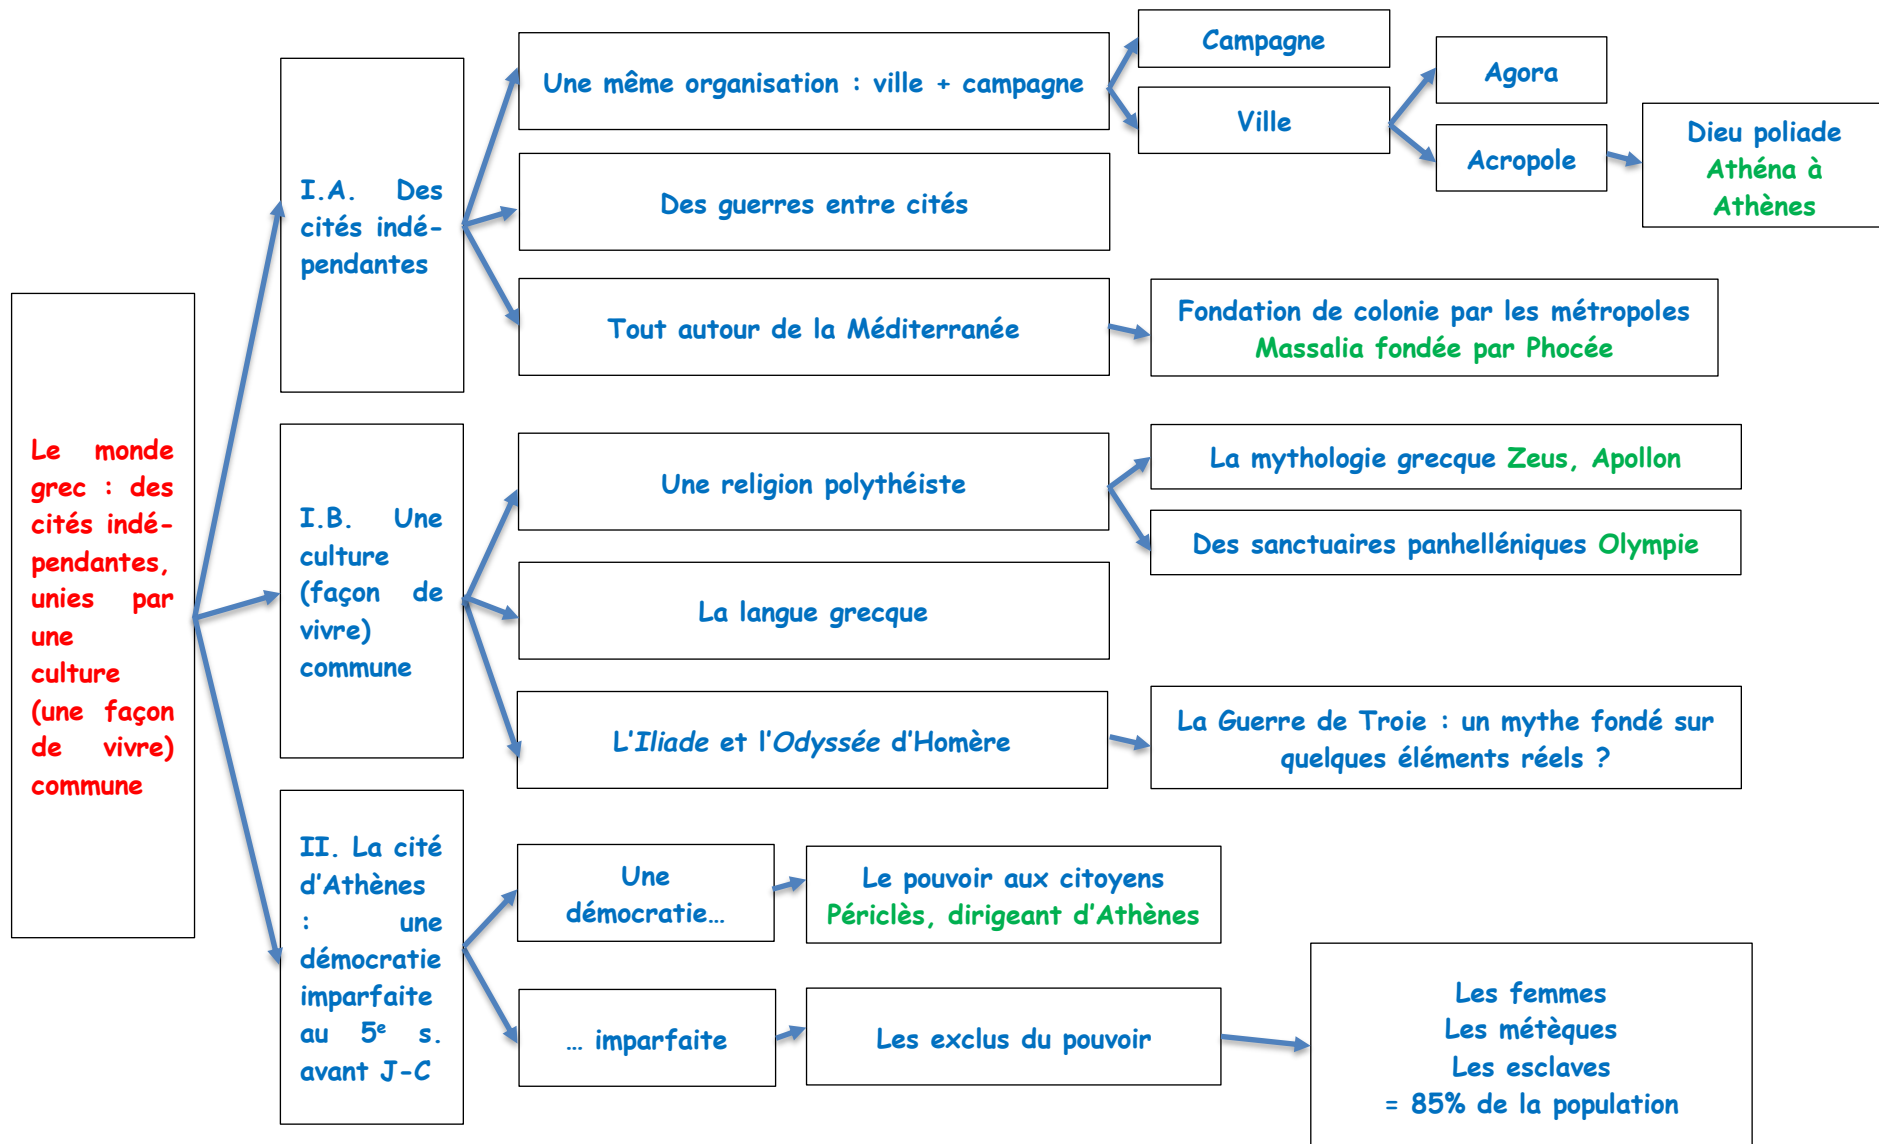 Le monde
grec : des
cités indé-
pendantes,
unies par
une
culture
(une façon
de vivre)
commune
I.A. Des
cités indé-
pendantes
Une même organisation : ville + campagne
Campagne
Ville
Agora
Acropole
Dieu poliade
Athéna à
Athènes
Des guerres entre cités
Tout autour de la Méditerranée
Fondation de colonie par les métropoles
Massalia fondée par Phocée
I.B. Une
culture
(façon de
vivre)
commune
Une religion polythéiste
La mythologie grecque Zeus, Apollon
Des sanctuaires panhelléniques Olympie
La langue grecque
L'Iliade et l'Odyssée d'Homère
La Guerre de Troie : un mythe fondé sur
quelques éléments réels ?
II. La cité
d'Athènes
: une
démocratie
imparfaite
au 5e s.
avant J-C
Une
démocratie…
Le pouvoir aux citoyens
Périclès, dirigeant d'Athènes
… imparfaite
Les exclus du pouvoir
Les femmes
Les métèques
Les esclaves
= 85% de la population